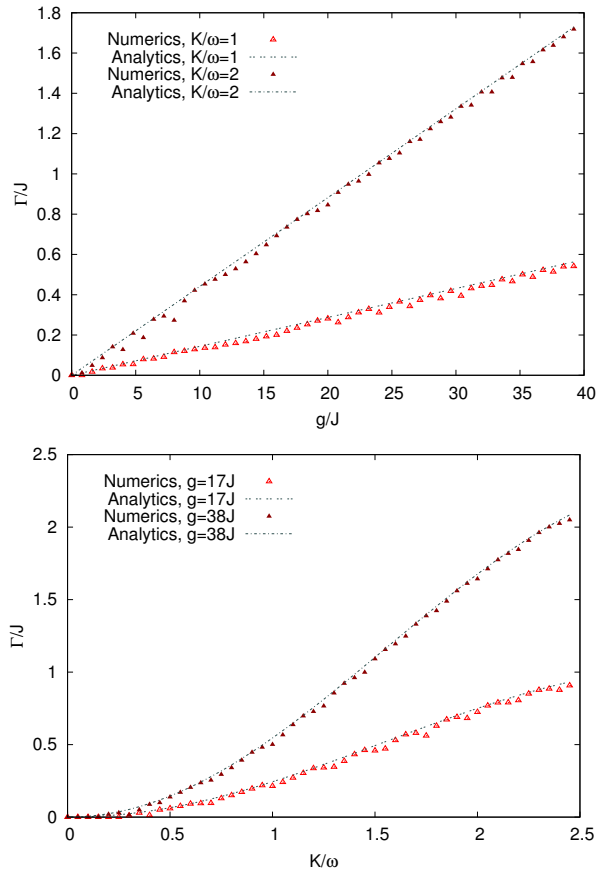 1.8
1.6
1.4
1.2
1
0.8
0.6
0.4
0.2
0
Γ/J
Numerics, K/ω=1
Analytics, K/ω=1
Numerics, K/ω=2
Analytics, K/ω=2
0 5 10 15 20 25 30 35 40
g/J
2.5
2
1.5
1
0.5
0
Γ/J
Numerics, g=17J
Analytics, g=17J
Numerics, g=38J
Analytics, g=38J
0 0.5 1 1.5 2 2.5
K/ω